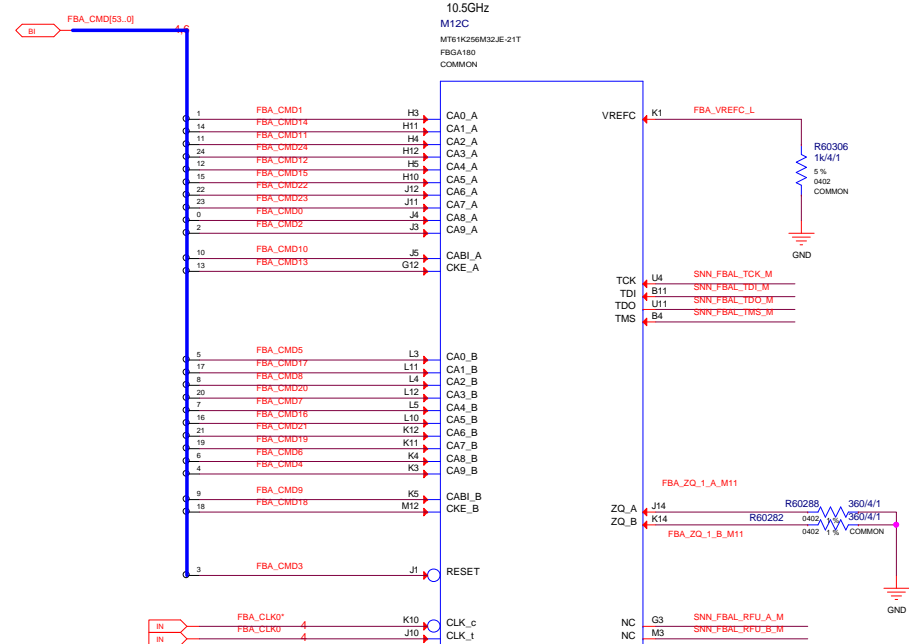 10.5GHz
M12C
MT61K256M32JE-21T
FBGA180
COMMON
BI FBA_CMD[53..0] 4,6
1 FBA_CMD1 H3 CA0_A
14 FBA_CMD14 H11 CA1_A
11 FBA_CMD11 H4 CA2_A
24 FBA_CMD24 H12 CA3_A
12 FBA_CMD12 H5 CA4_A
15 FBA_CMD15 H10 CA5_A
22 FBA_CMD22 J12 CA6_A
23 FBA_CMD23 J11 CA7_A
0 FBA_CMD0 J4 CA8_A
2 FBA_CMD2 J3 CA9_A
10 FBA_CMD10 J5 CABI_A
13 FBA_CMD13 G12 CKE_A
5 FBA_CMD5 L3 CA0_B
17 FBA_CMD17 L11 CA1_B
8 FBA_CMD8 L4 CA2_B
20 FBA_CMD20 L12 CA3_B
7 FBA_CMD7 L5 CA4_B
16 FBA_CMD16 L10 CA5_B
21 FBA_CMD21 K12 CA6_B
19 FBA_CMD19 K11 CA7_B
6 FBA_CMD6 K4 CA8_B
4 FBA_CMD4 K3 CA9_B
9 FBA_CMD9 K5 CABI_B
18 FBA_CMD18 M12 CKE_B
3 FBA_CMD3 J1 RESET
IN FBA_CLK0* 4 K10 CLK_c
IN FBA_CLK0 4 J10 CLK_t
VREFC K1 FBA_VREFC_L
R60306
1k/4/1
5 %
0402
COMMON
GND
TCK U4 SNN_FBAL_TCK_M
TDI B11 SNN_FBAL_TDI_M
TDO U11 SNN_FBAL_TDO_M
TMS B4 SNN_FBAL_TMS_M
FBA_ZQ_1_A_M11
ZQ_A J14 R60288 360/4/1
0402 1 %
ZQ_B K14 R60282 360/4/1
0402 1 % COMMON
FBA_ZQ_1_B_M11
GND
NC G3 SNN_FBAL_RFU_A_M
NC M3 SNN_FBAL_RFU_B_M